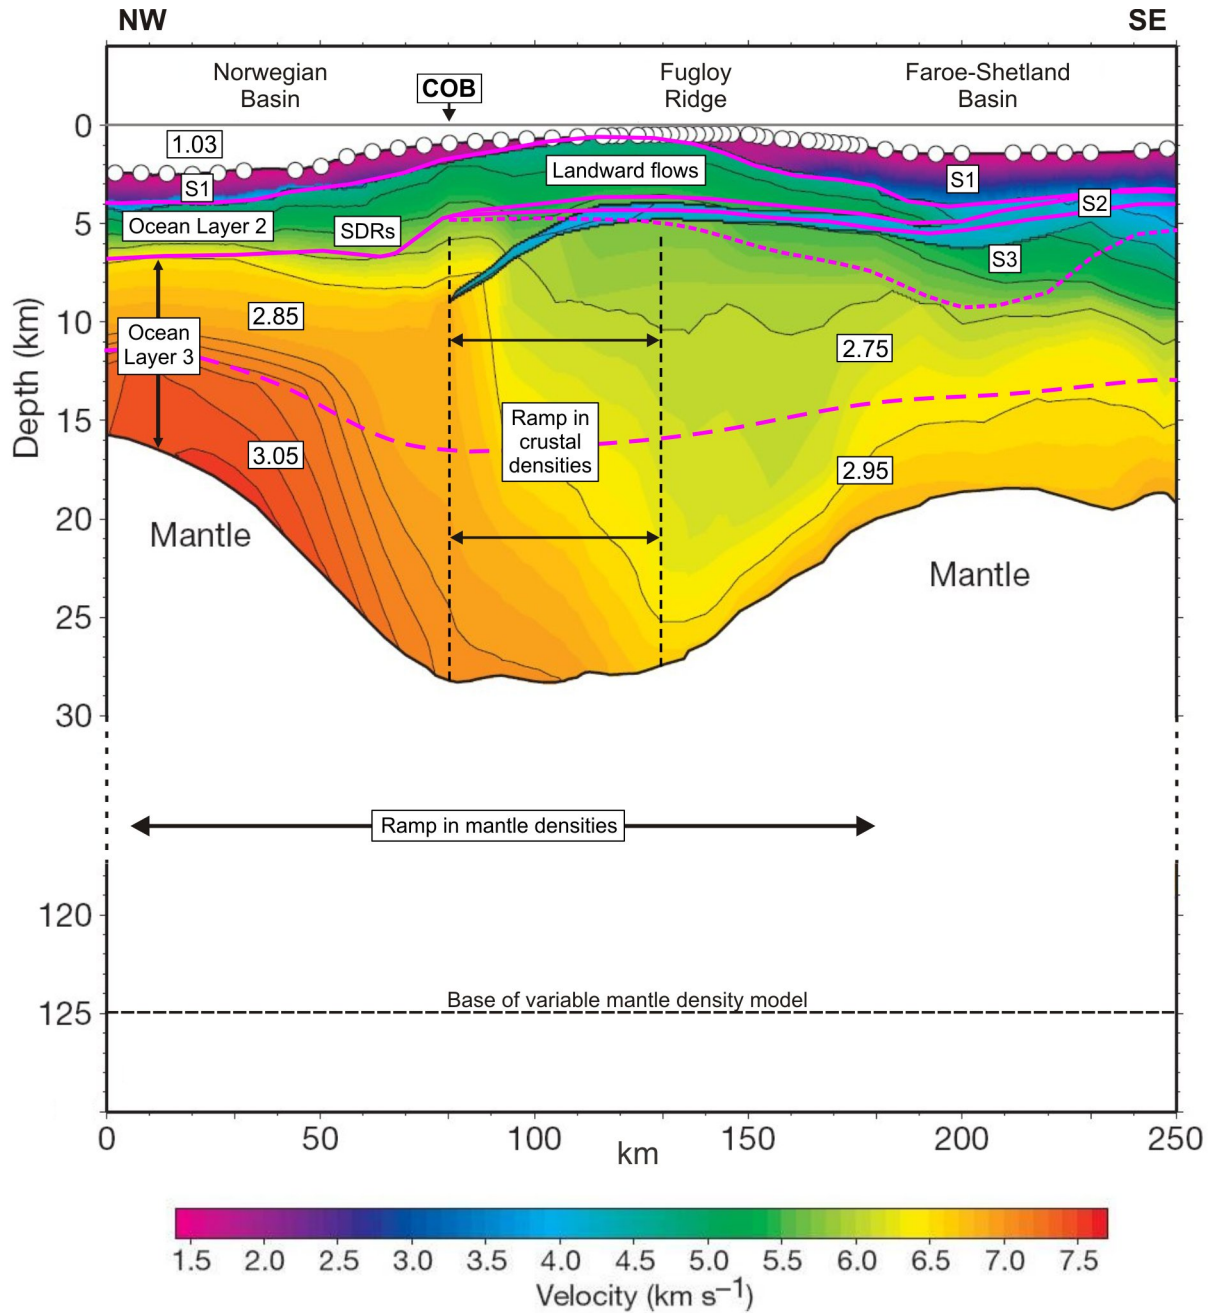 NW
SE
Norwegian
Basin
COB
Fugloy
Ridge
Faroe-Shetland
Basin
0
1.03
Landward flows
S1
S1
S2
5
Ocean Layer 2
SDRs
S3
10
2.85
Ocean
Layer 3
2.75
Depth (km)
15
Ramp in
crustal
densities
3.05
2.95
20
Mantle
Mantle
25
30
Ramp in mantle densities
120
Base of variable mantle density model
125
0
50
100
150
200
250
km
1.5 2.0 2.5 3.0 3.5 4.0 4.5 5.0 5.5 6.0 6.5 7.0 7.5
Velocity (km s⁻¹)